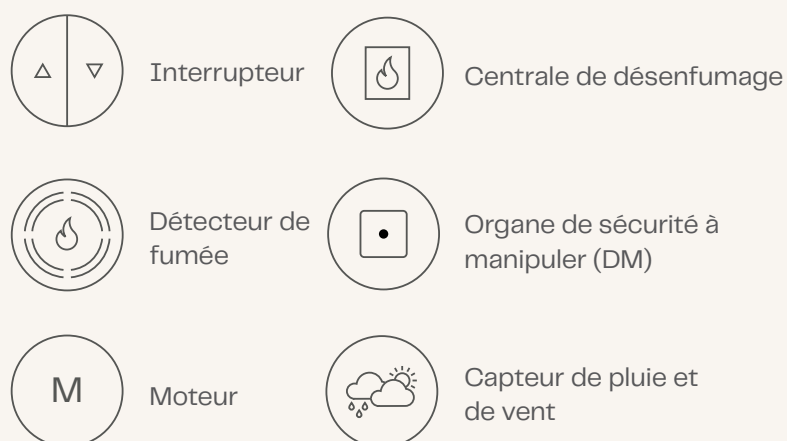 Interrupteur
Centrale de désenfumage
Détecteur de
fumée
Organe de sécurité à
manipuler (DM)
M
Moteur
Capteur de pluie et
de vent